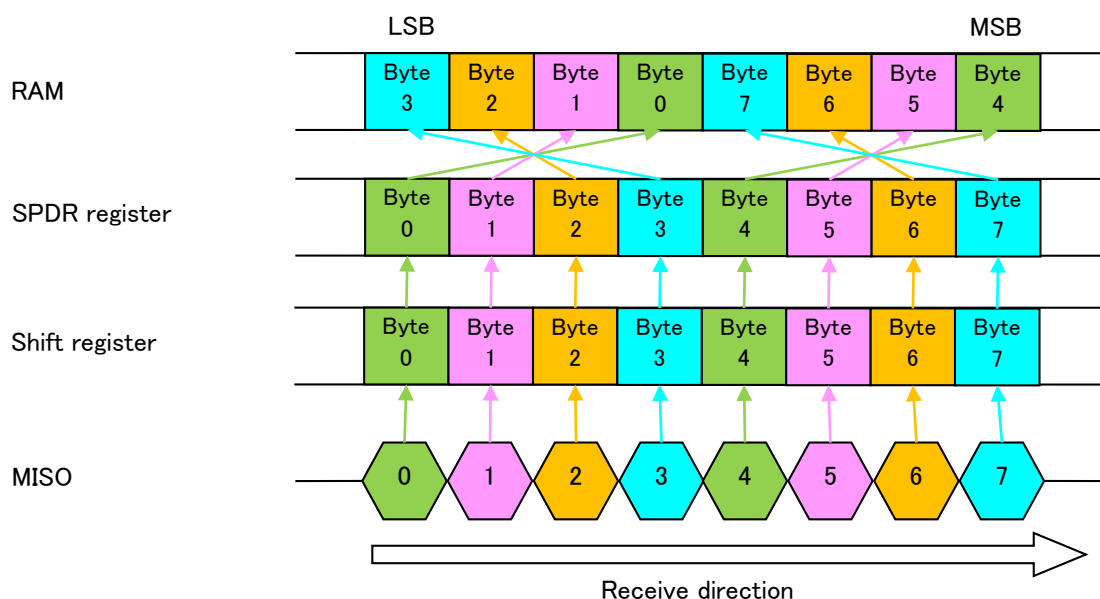 LSB MSB
RAM
Byte Byte Byte Byte Byte Byte Byte Byte
3 2 1 0 7 6 5 4
SPDR register
Byte Byte Byte Byte Byte Byte Byte Byte
0 1 2 3 4 5 6 7
Shift register
Byte Byte Byte Byte Byte Byte Byte Byte
0 1 2 3 4 5 6 7
MISO
0 1 2 3 4 5 6 7
Receive direction